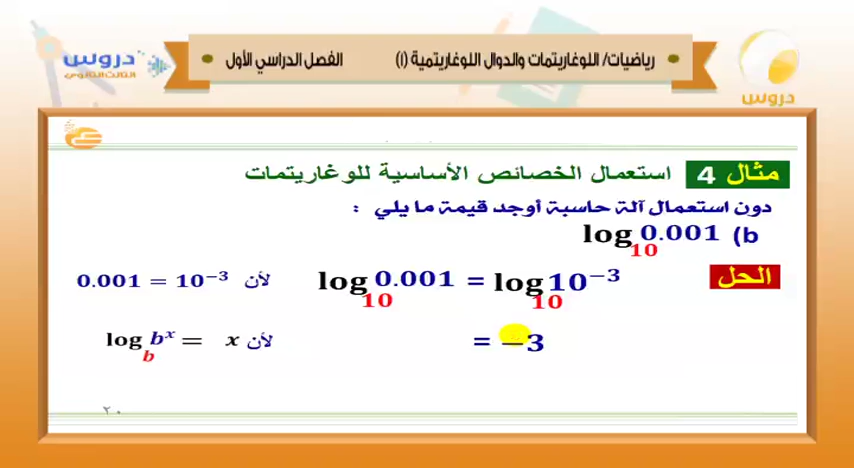 دروس
الثالث الثانوي
رياضيات/ اللوغاريتمات والدوال اللوغاريتمية (١) الفصل الدراسي الأول
دروس
مثال 4 استعمال الخصائص الأساسية للوغاريتمات
دون استعمال آلة حاسبة أوجد قيمة ما يلي :
(b log₁₀ 0.001
الحل
log₁₀ 0.001 = log₁₀ 10⁻³ لأن 0.001 = 10⁻³
= −3 لأن log_b bˣ = x
٢٠